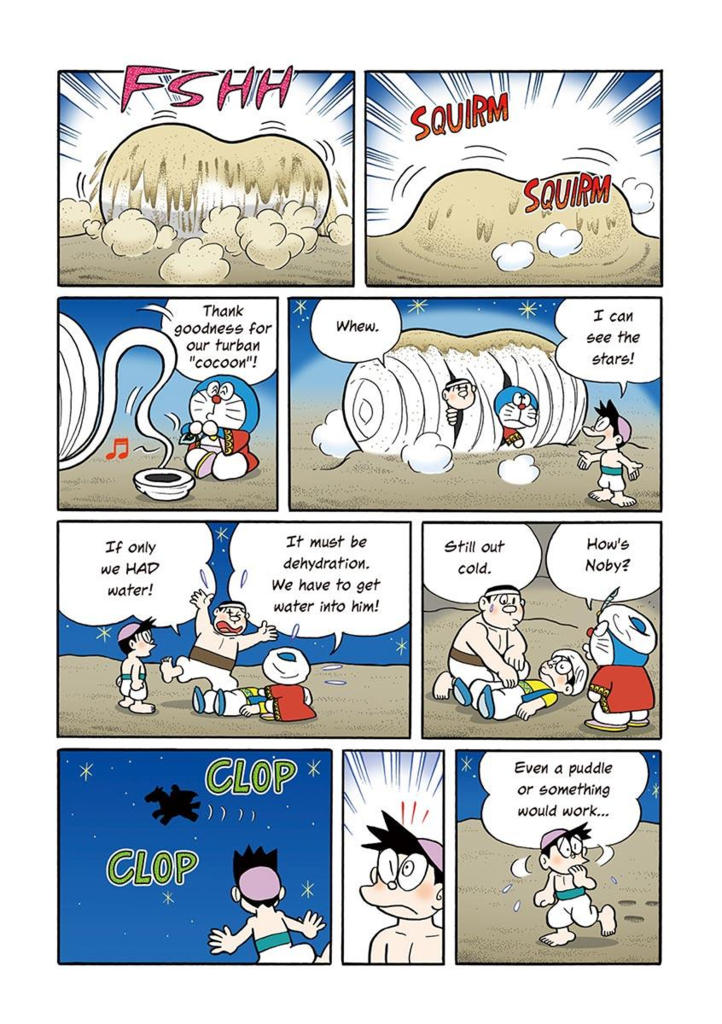 SQUIRM
SQUIRM
FSHH
I can
see the
stars!
Whew.
Thank
goodness for
our turban
"cocoon"!
How's
Noby?
Still out
cold.
It must be
dehydration.
We have to get
water into him!
If only
we HAD
water!
Even a puddle
or something
would work...
CLOP
CLOP